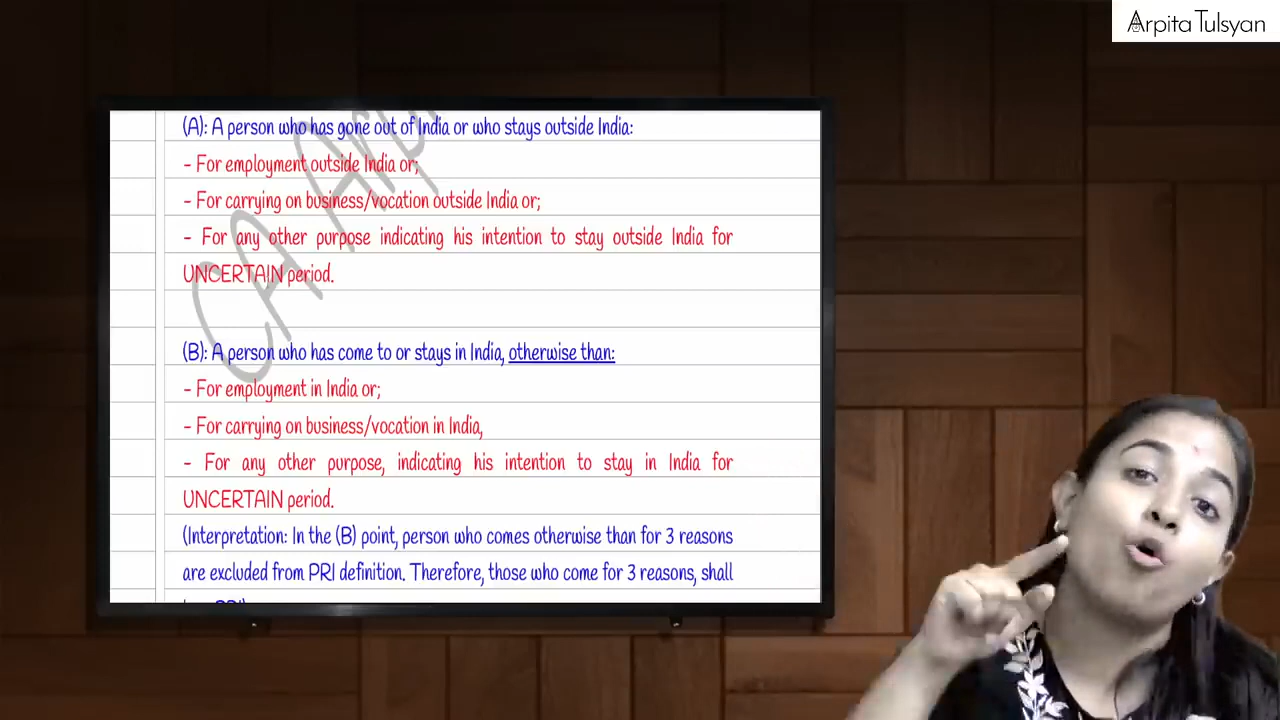 Arpita Tulsyan
(A): A person who has gone out of India or who stays outside India:
- For employment outside India or;
- For carrying on business/vocation outside India or;
- For any other purpose indicating his intention to stay outside India for
UNCERTAIN period.
(B): A person who has come to or stays in India, otherwise than:
- For employment in India or;
- For carrying on business/vocation in India,
- For any other purpose, indicating his intention to stay in India for
UNCERTAIN period.
(Interpretation: In the (B) point, person who comes otherwise than for 3 reasons
are excluded from PRI definition. Therefore, those who come for 3 reasons, shall